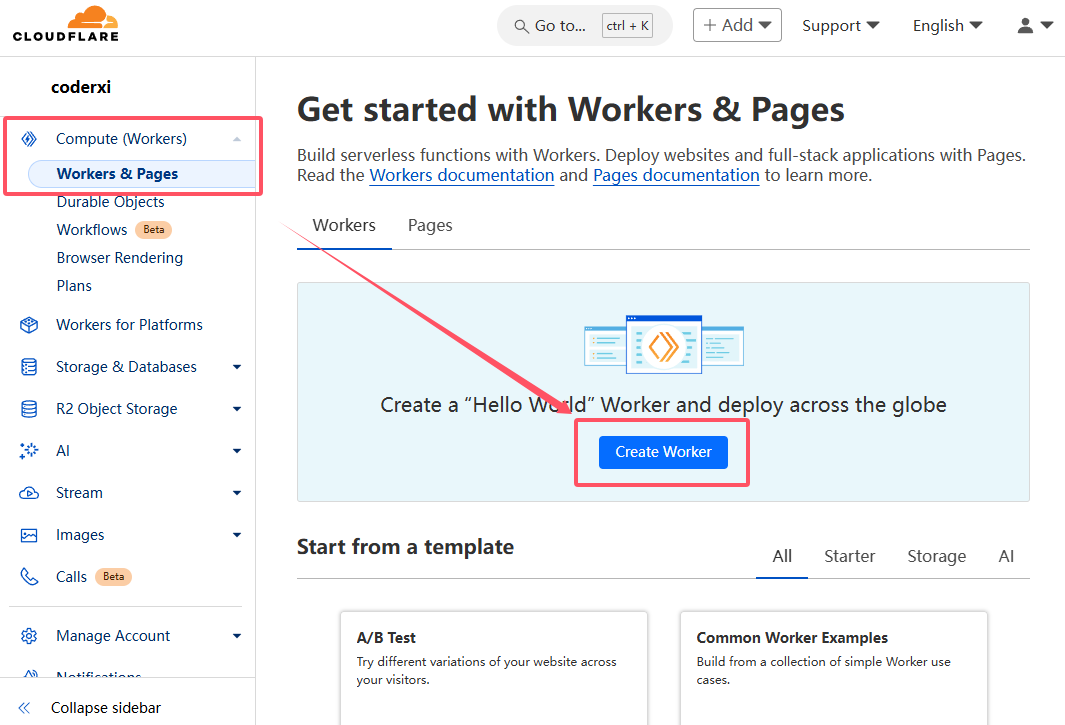 CLOUDFLARE
Go to... ctrl + K
+ Add
Support
English
coderxi
Compute (Workers)
Workers & Pages
Durable Objects
Workflows Beta
Browser Rendering
Plans
Workers for Platforms
Storage & Databases
R2 Object Storage
AI
Stream
Images
Calls Beta
Manage Account
Notifications
Collapse sidebar
Get started with Workers & Pages
Build serverless functions with Workers. Deploy websites and full-stack applications with Pages.
Read the Workers documentation and Pages documentation to learn more.
Workers Pages
Create a “Hello World” Worker and deploy across the globe
Create Worker
Start from a template
All Starter Storage AI
A/B Test
Try different variations of your website across
your visitors.
Common Worker Examples
Build from a collection of simple Worker use
cases.